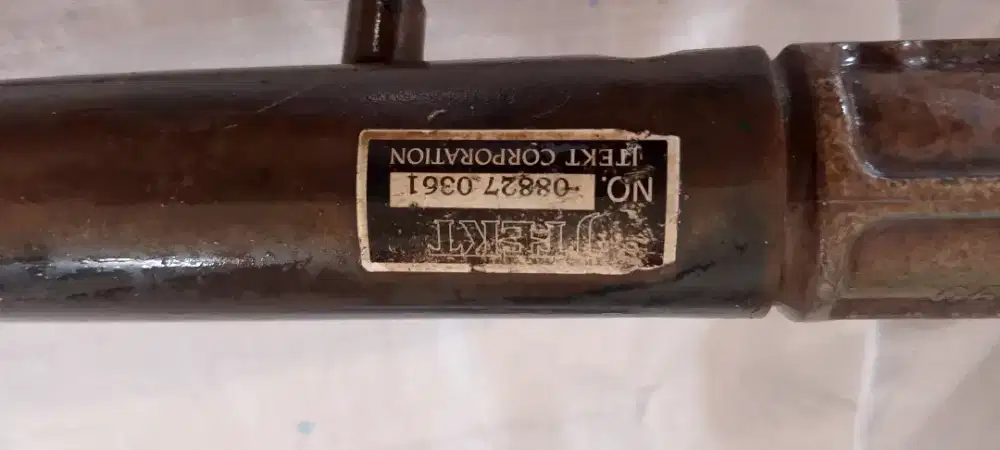 JTEKT
NO. 08827 0361
JTEKT CORPORATION